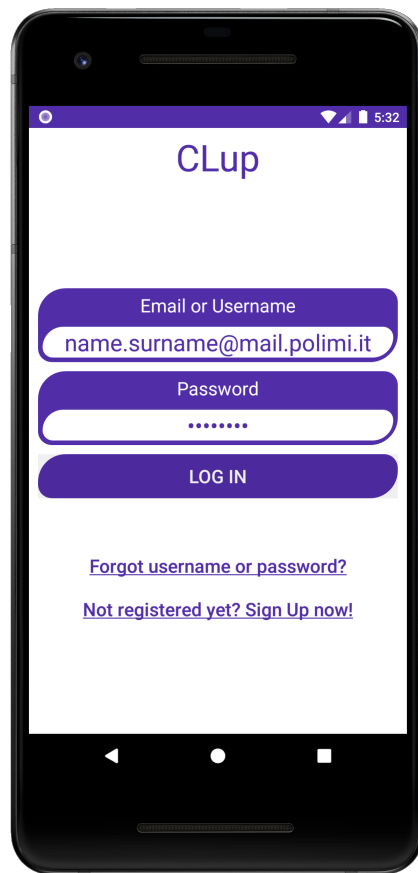 5:32
CLup
Email or Username
name.surname@mail.polimi.it
Password
••••••••
LOG IN
Forgot username or password?
Not registered yet? Sign Up now!